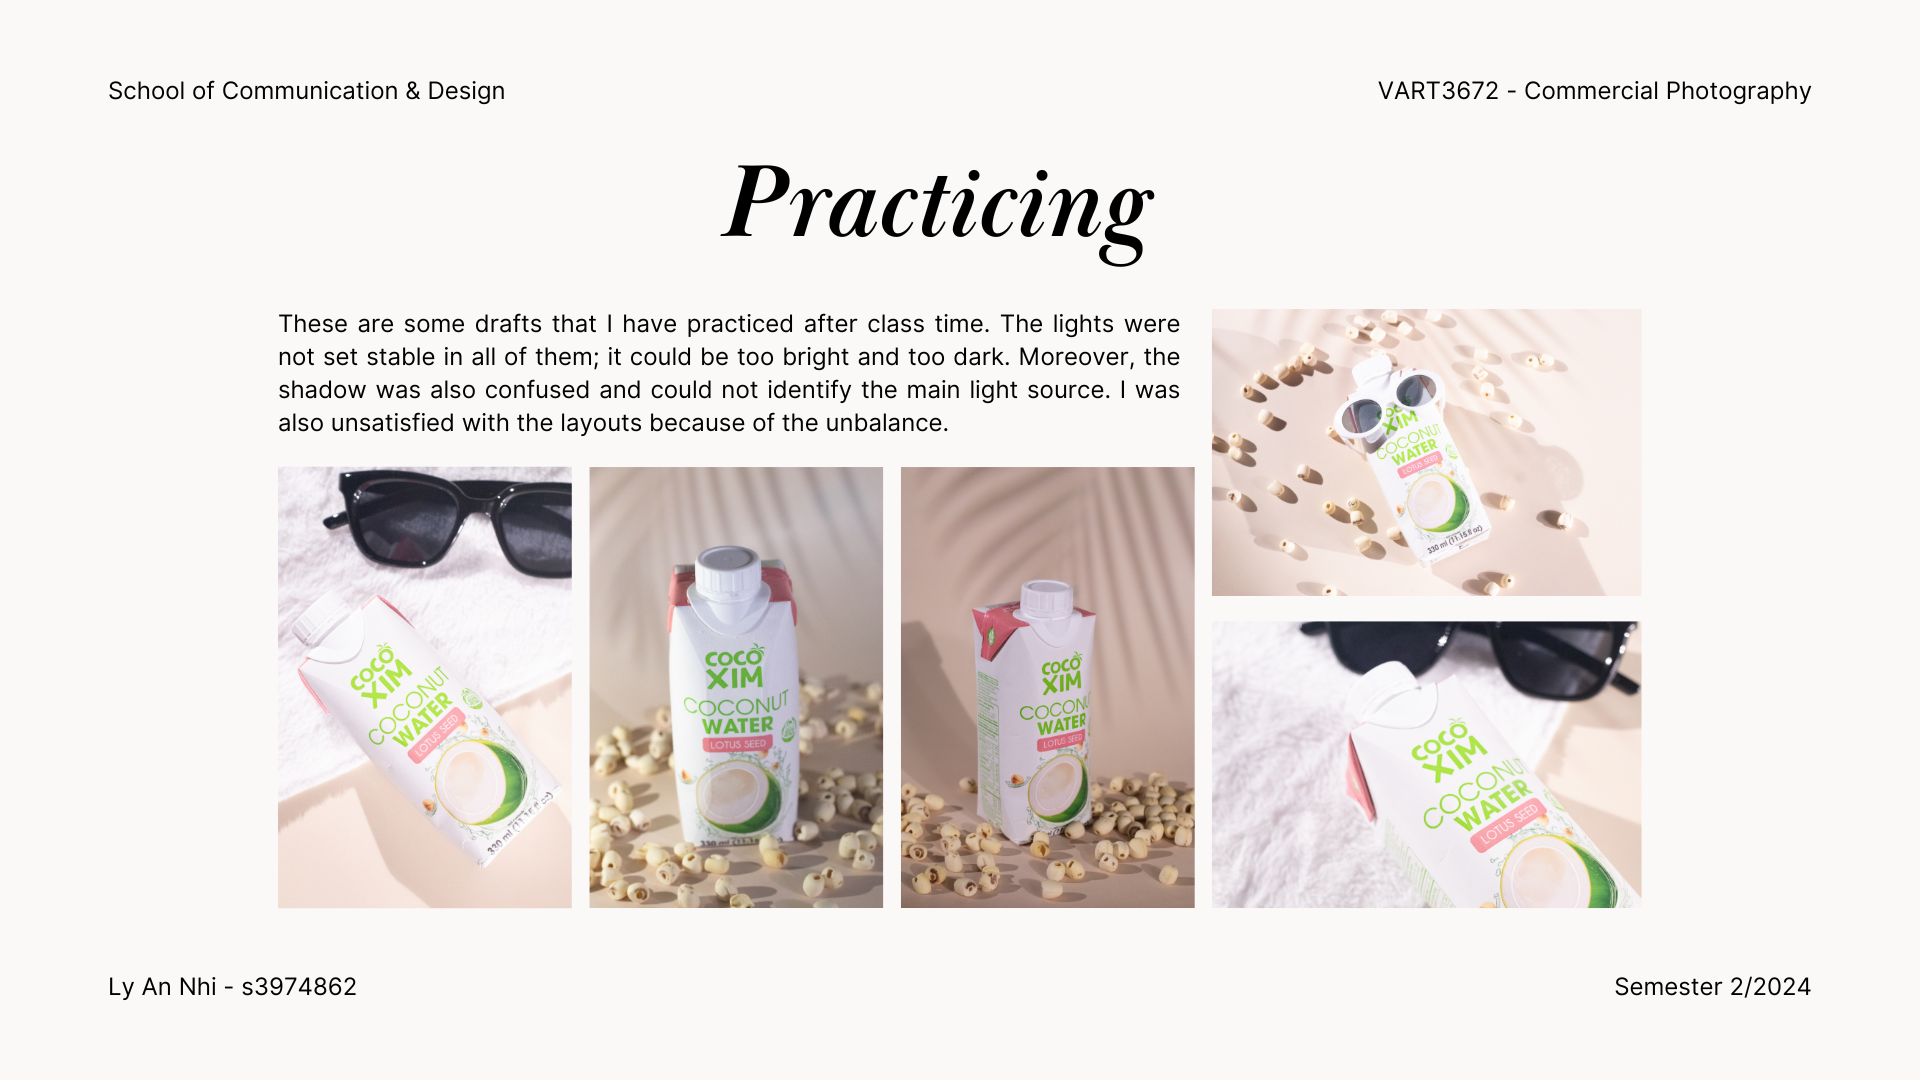 School of Communication & Design
VART3672 - Commercial Photography
Practicing
These are some drafts that I have practiced after class time. The lights were
not set stable in all of them; it could be too bright and too dark. Moreover, the
shadow was also confused and could not identify the main light source. I was
also unsatisfied with the layouts because of the unbalance.
COCO
XIM
COCONUT
WATER
LOTUS SEED
330 ml (11.15 fl oz)
COCO
XIM
COCONUT
WATER
LOTUS SEED
330 ml
COCO
XIM
COCONUT
WATER
LOTUS SEED
COCO
XIM
COCONUT
WATER
LOTUS SEED
330 ml (11.15 fl oz)
COCO
XIM
COCONUT
WATER
LOTUS SEED
Ly An Nhi - s3974862
Semester 2/2024